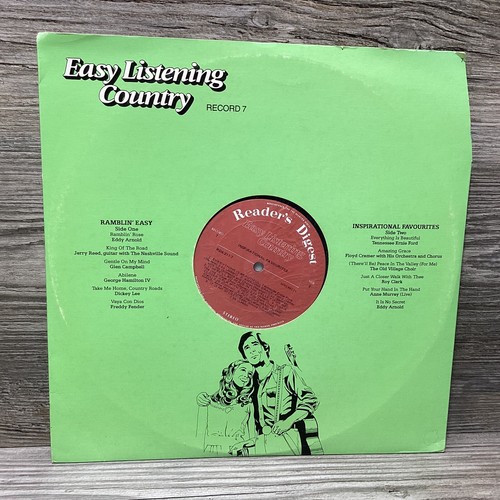 Easy Listening
Country
RECORD 7
RAMBLIN' EASY
Side One
Ramblin' Rose
Eddy Arnold
King Of The Road
Jerry Reed, guitar with The Nashville Sound
Gentle On My Mind
Glen Campbell
Abilene
George Hamilton IV
Take Me Home, Country Roads
Dickey Lee
Vaya Con Dios
Freddy Fender
Reader's Digest
Easy Listening
Country
STEREO
INSPIRATIONAL FAVOURITES
Side Two
Everything Is Beautiful
Tennessee Ernie Ford
Amazing Grace
Floyd Cramer with His Orchestra and Chorus
(There'll Be) Peace In The Valley (For Me)
The Old Village Choir
Just A Closer Walk With Thee
Roy Clark
Put Your Hand In The Hand
Anne Murray (Live)
It Is No Secret
Eddy Arnold